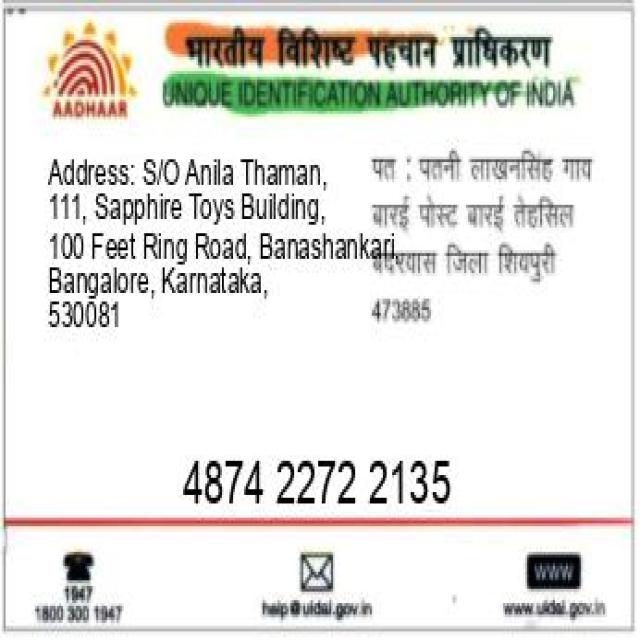 भारतीय विशिष्ट पहचान प्राधिकरण
AADHAAR
UNIQUE IDENTIFICATION AUTHORITY OF INDIA
Address: S/O Anila Thaman,
111, Sapphire Toys Building,
100 Feet Ring Road, Banashankari,
Bangalore, Karnataka,
530081
पत : पतनी लाखनसिंह गाव
बारई पोस्ट बारई तेहसिल
बदरवास जिला शिवपुरी
473885
4874 2272 2135
1947
1800 300 1947
help@uidai.gov.in
WWW
www.uidai.gov.in